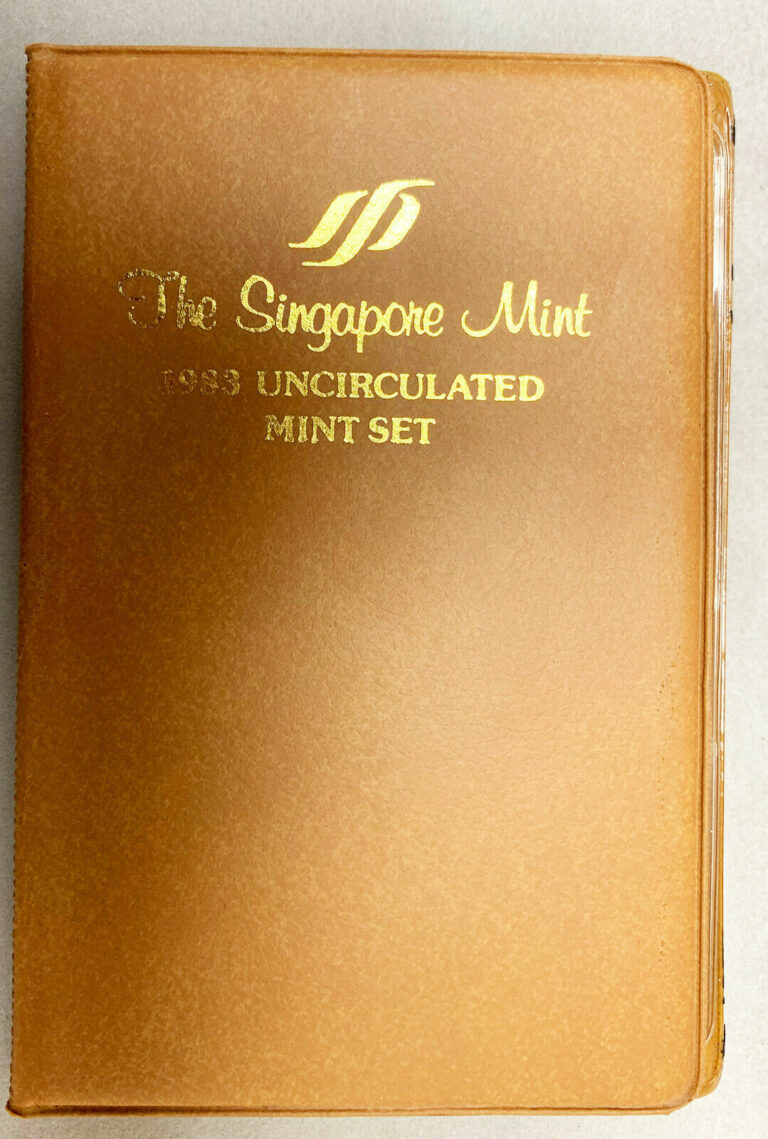 The Singapore Mint
1983 UNCIRCULATED
MINT SET